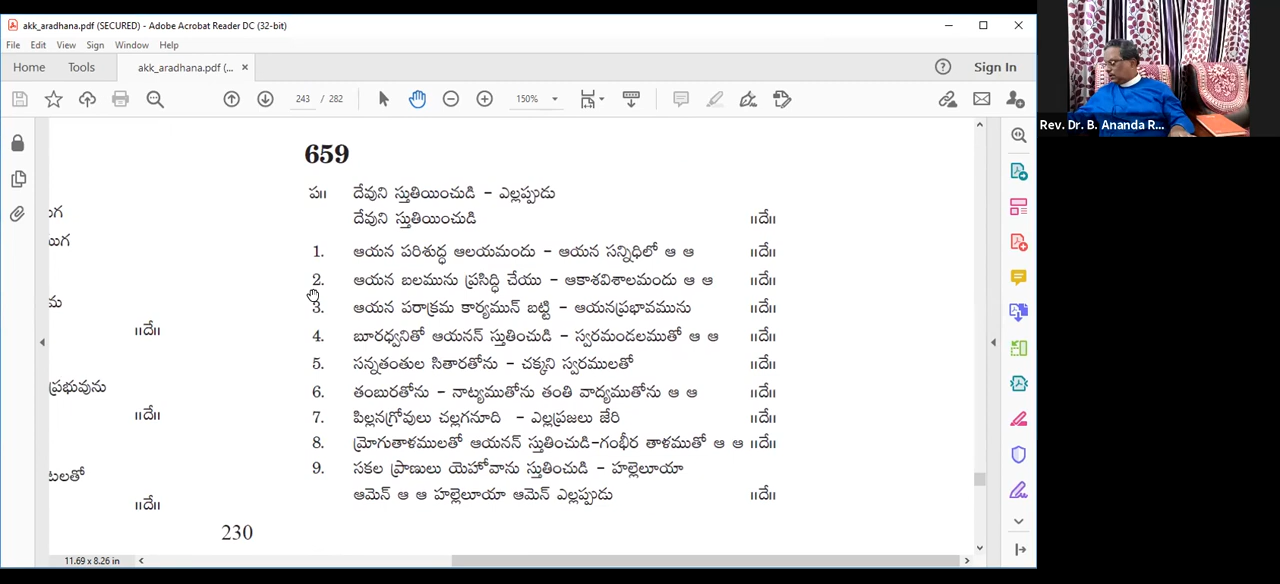 akk_aradhana.pdf (SECURED) - Adobe Acrobat Reader DC (32-bit)
File Edit View Sign Window Help
Home Tools akk_aradhana.pdf (... × Sign In
243 / 282 150%
659
ప॥ దేవుని స్తుతియించుడి - ఎల్లప్పుడు
దేవుని స్తుతియించుడి ॥దే॥
1. ఆయన పరిశుద్ధ ఆలయమందు - ఆయన సన్నిధిలో ఆ ఆ ॥దే॥
2. ఆయన బలమును ప్రసిద్ధి చేయు - ఆకాశవిశాలమందు ఆ ఆ ॥దే॥
3. ఆయన పరాక్రమ కార్యమున్ బట్టి - ఆయనప్రభావమును ॥దే॥
4. బూరధ్వనితో ఆయనన్ స్తుతించుడి - స్వరమండలముతో ఆ ఆ ॥దే॥
5. సన్నతంతుల సితారతోను - చక్కని స్వరములతో ॥దే॥
6. తంబురతోను - నాట్యముతోను తంతి వాద్యముతోను ఆ ఆ ॥దే॥
7. పిల్లనగ్రోవులు చల్లగనూది - ఎల్లప్రజలు జేరి ॥దే॥
8. మ్రోగుతాళములతో ఆయనన్ స్తుతించుడి-గంభీర తాళముతో ఆ ఆ ॥దే॥
9. సకల ప్రాణులు యెహోవాను స్తుతించుడి - హల్లెలూయా
ఆమెన్ ఆ ఆ హల్లెలూయా ఆమెన్ ఎల్లప్పుడు ॥దే॥
॥దే॥
ప్రభువును
॥దే॥
టలతో
॥దే॥
230
11.69 x 8.26 in
Rev. Dr. B. Ananda R...